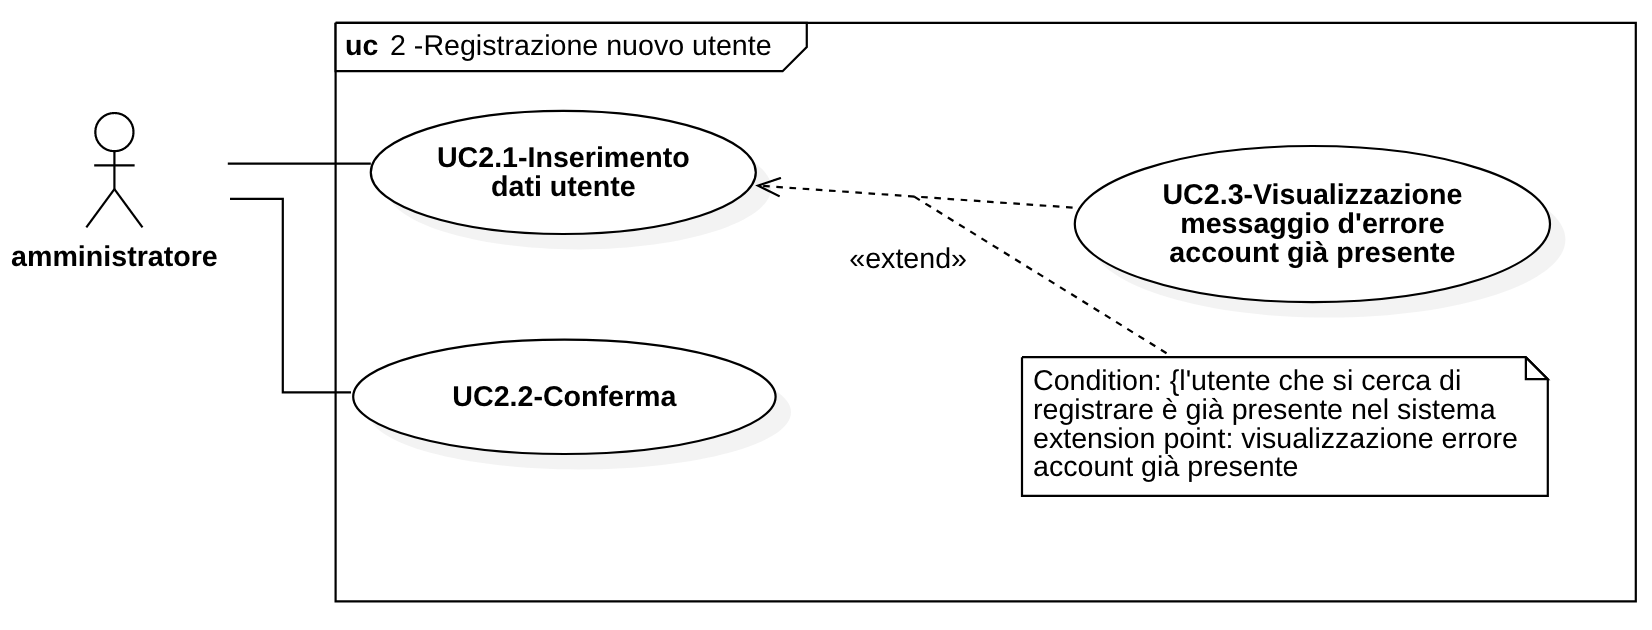 uc 2 -Registrazione nuovo utente
UC2.1-Inserimento
dati utente
UC2.3-Visualizzazione
messaggio d'errore
account già presente
amministratore
«extend»
UC2.2-Conferma
Condition: {l'utente che si cerca di
registrare è già presente nel sistema
extension point: visualizzazione errore
account già presente